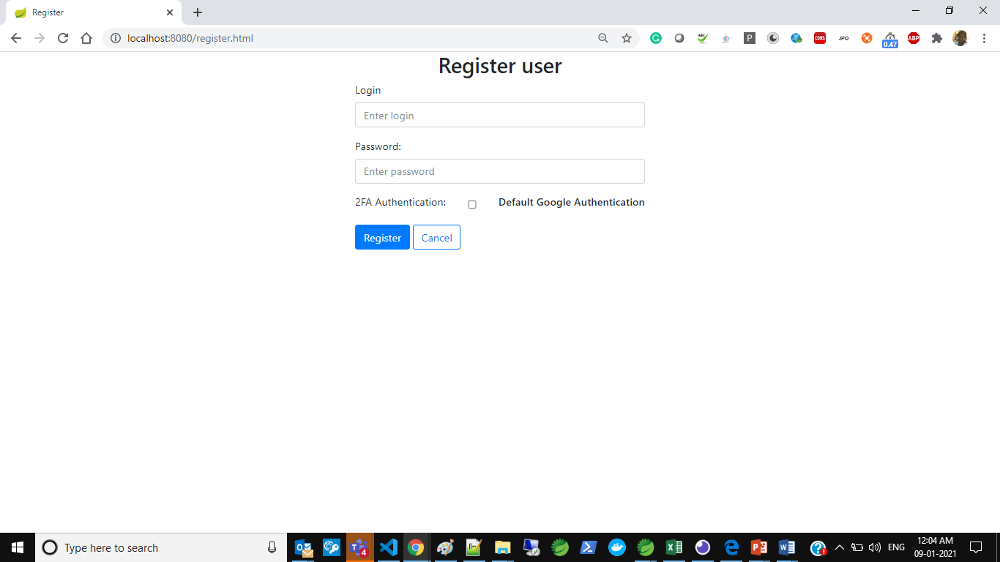 Register
localhost:8080/register.html
ABC
P
CORS
JPO
0.47
ABP
Register user
Login
Enter login
Password:
Enter password
2FA Authentication: Default Google Authentication
Register Cancel
Type here to search
4
ENG
12:04 AM
09-01-2021